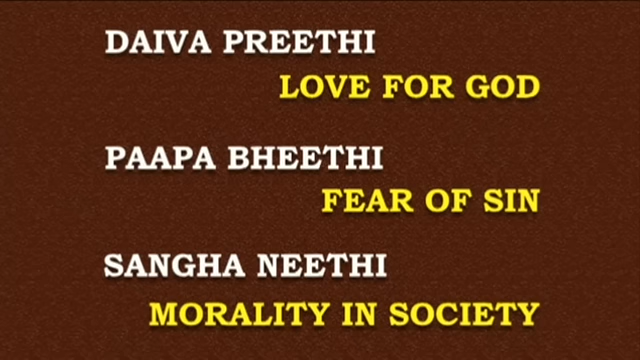 DAIVA PREETHI
LOVE FOR GOD
PAAPA BHEETHI
FEAR OF SIN
SANGHA NEETHI
MORALITY IN SOCIETY